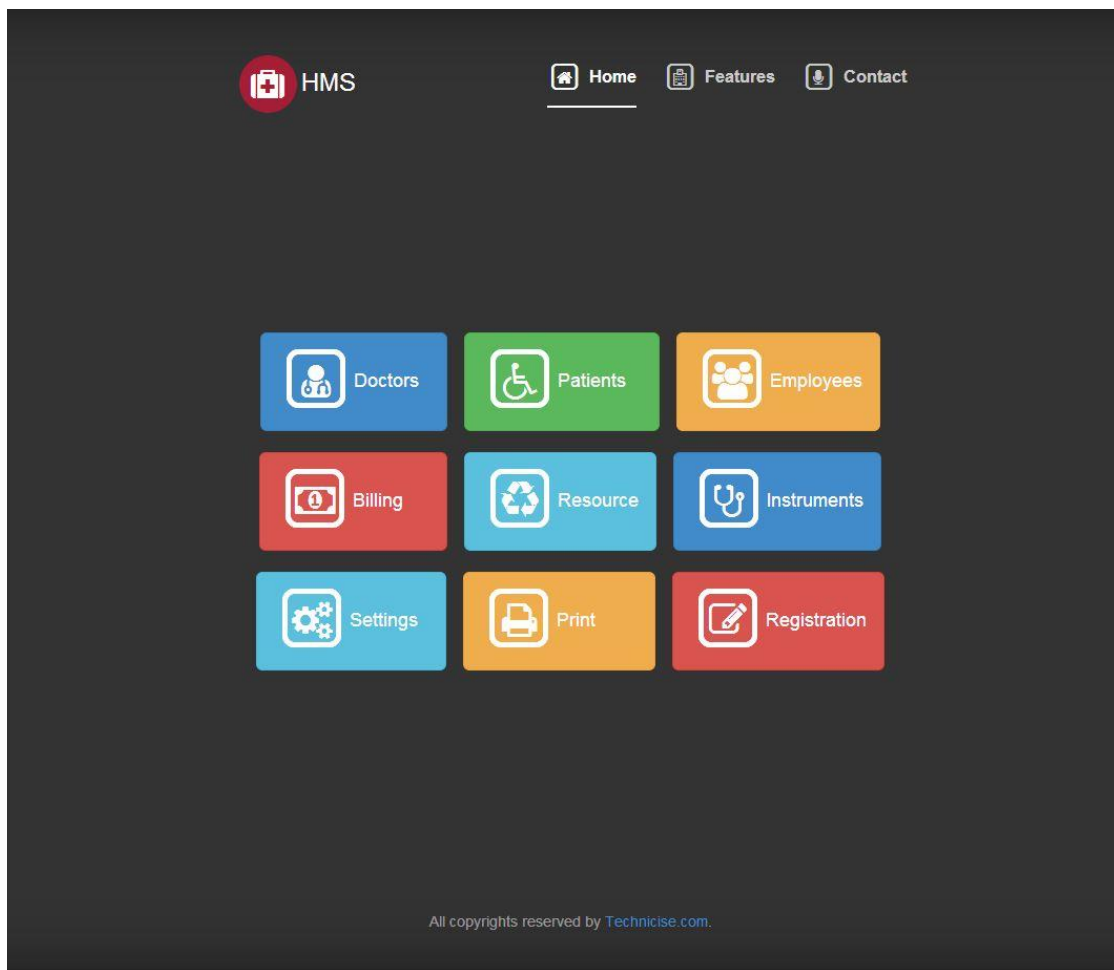 HMS
Home Features Contact
Doctors Patients Employees
Billing Resource Instruments
Settings Print Registration
All copyrights reserved by Technicise.com.